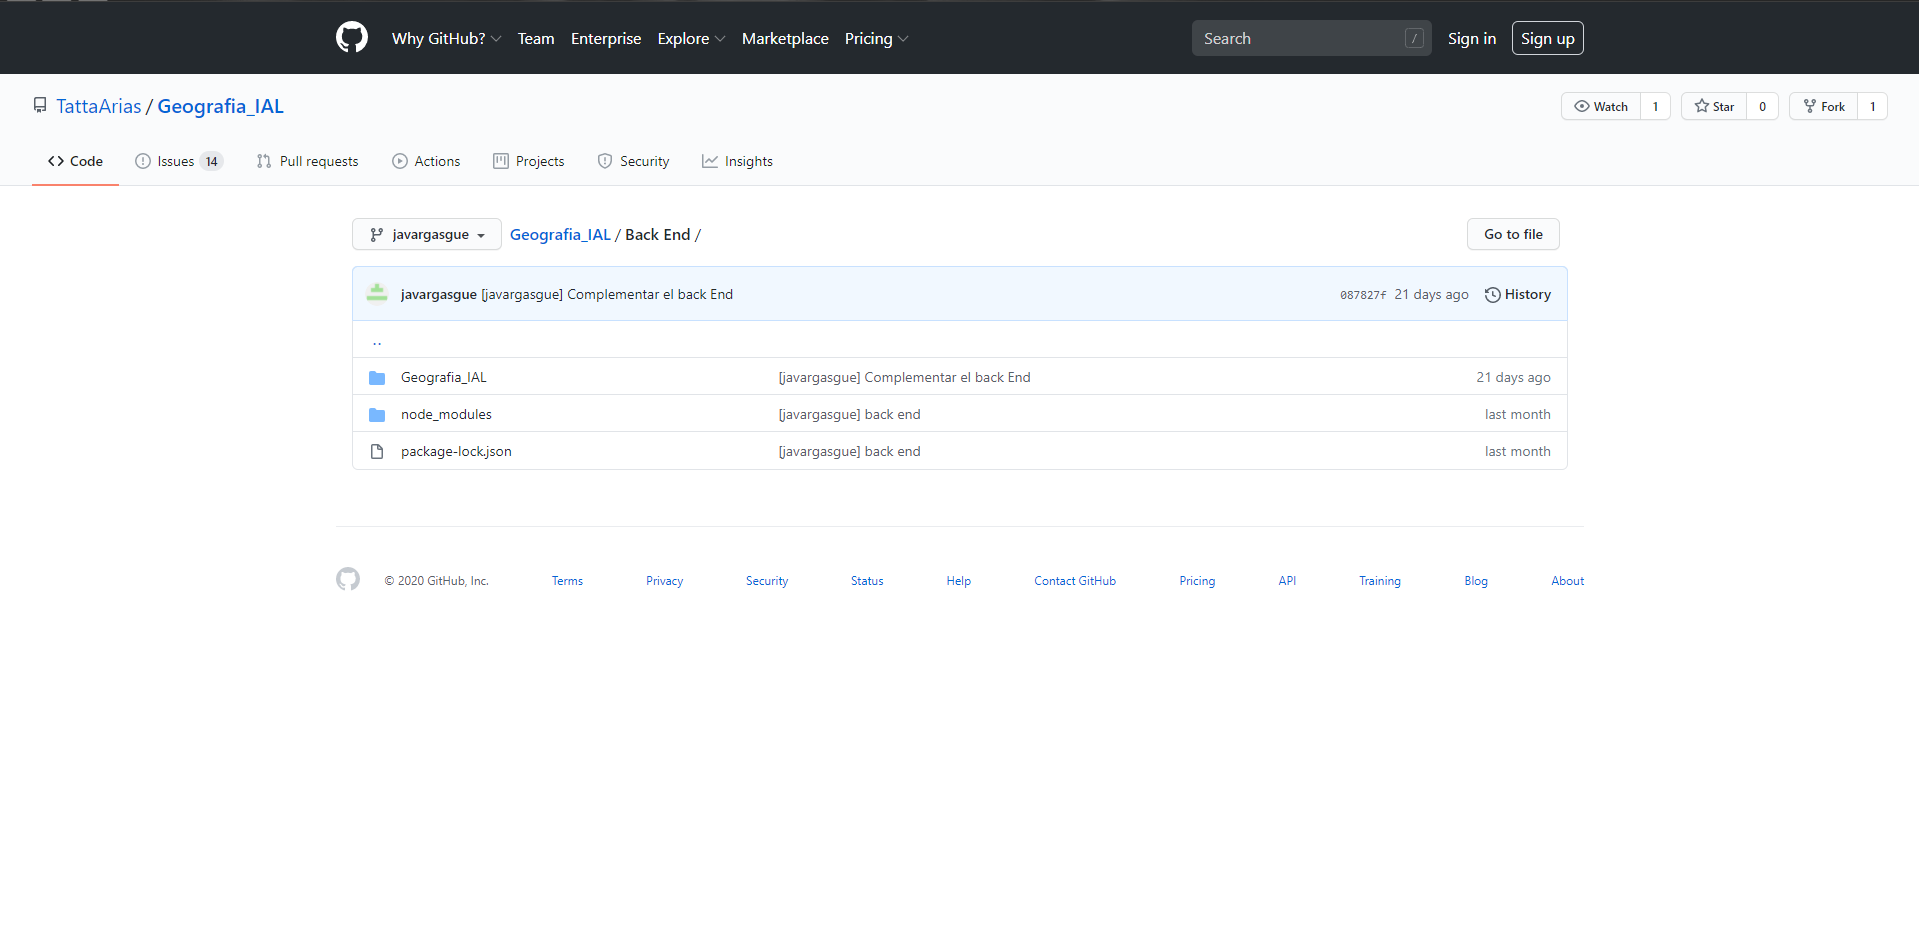 Why GitHub? Team Enterprise Explore Marketplace Pricing Search / Sign in Sign up
TattaArias / Geografia_IAL Watch 1 Star 0 Fork 1
Code Issues 14 Pull requests Actions Projects Security Insights
javargasgue Geografia_IAL / Back End / Go to file
javargasgue [javargasgue] Complementar el back End 087827f 21 days ago History
..
Geografia_IAL [javargasgue] Complementar el back End 21 days ago
node_modules [javargasgue] back end last month
package-lock.json [javargasgue] back end last month
© 2020 GitHub, Inc. Terms Privacy Security Status Help Contact GitHub Pricing API Training Blog About